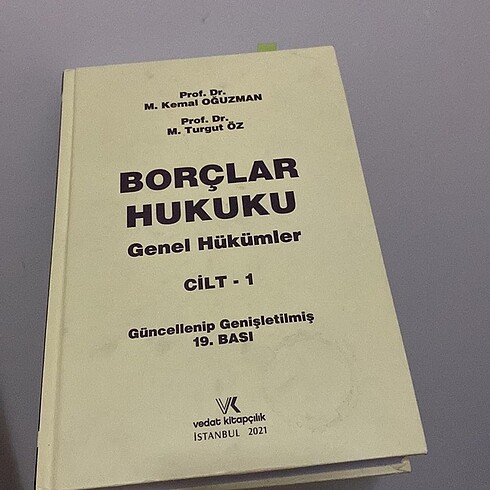 Prof. Dr.
M. Kemal OĞUZMAN
Prof. Dr.
M. Turgut ÖZ
BORÇLAR
HUKUKU
Genel Hükümler
CİLT - 1
Güncellenip Genişletilmiş
19. BASI
VK
vedat kitapçılık
İSTANBUL 2021